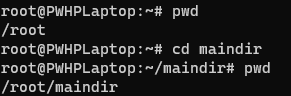 root@PWHPLaptop:~# pwd
/root
root@PWHPLaptop:~# cd maindir
root@PWHPLaptop:~/maindir# pwd
/root/maindir